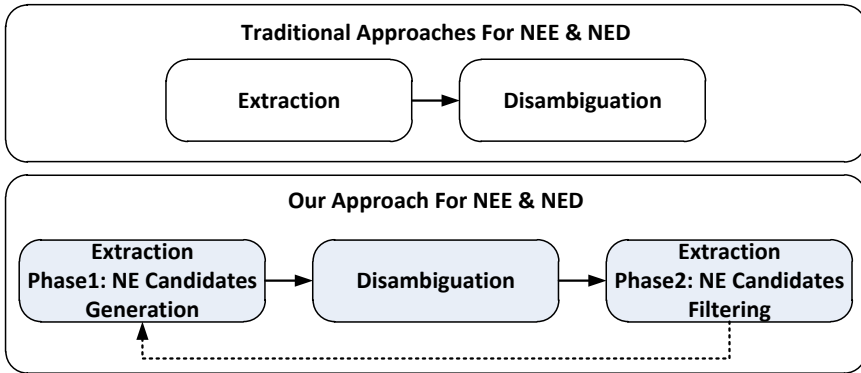 Traditional Approaches For NEE & NED
Extraction
Disambiguation
Our Approach For NEE & NED
Extraction
Phase1: NE Candidates
Generation
Disambiguation
Extraction
Phase2: NE Candidates
Filtering